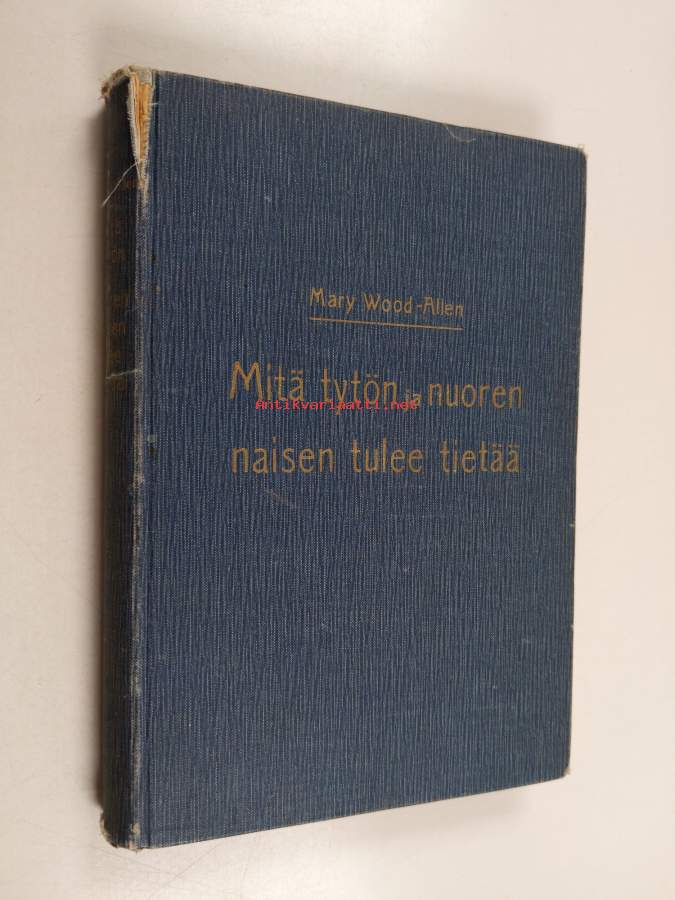 Mary Wood-Allen
Mitä tytön ja nuoren
naisen tulee tietää
Antikvariaatti.net